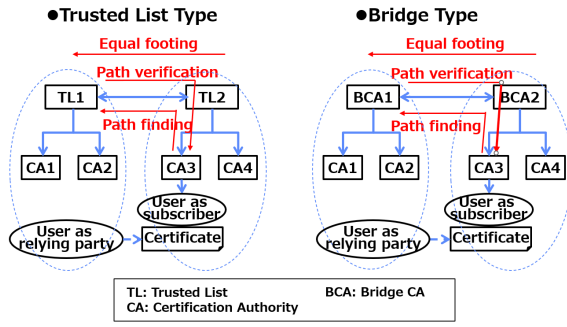 ●Trusted List Type
Equal footing
Path verification
TL1
TL2
Path finding
CA1
CA2
CA3
CA4
User as
subscriber
User as
relying party
Certificate
●Bridge Type
Equal footing
Path verification
BCA1
BCA2
Path finding
CA1
CA2
CA3
CA4
User as
subscriber
User as
relying party
Certificate
TL: Trusted List
BCA: Bridge CA
CA: Certification Authority